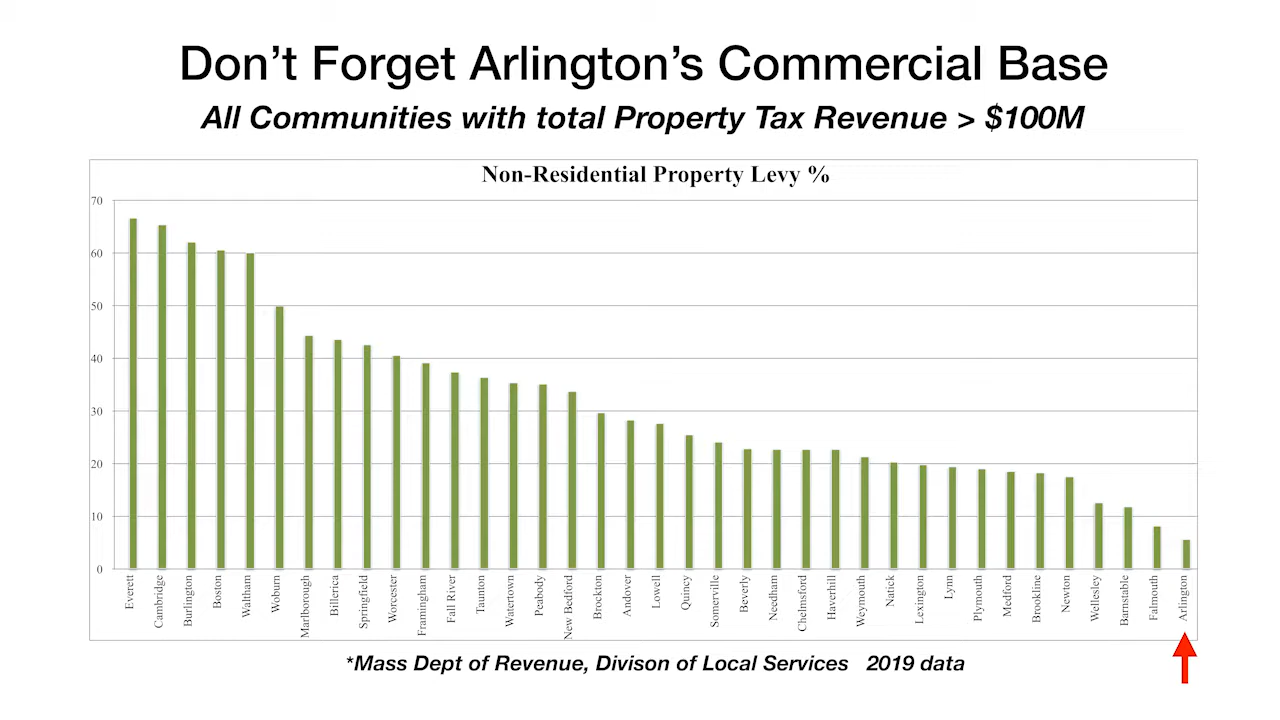 Don't Forget Arlington's Commercial Base
All Communities with total Property Tax Revenue > $100M
Non-Residential Property Levy %
70
60
50
40
30
20
10
0
Everett
Cambridge
Burlington
Boston
Waltham
Woburn
Marlborough
Billerica
Springfield
Worcester
Framingham
Fall River
Taunton
Watertown
Peabody
New Bedford
Brockton
Andover
Lowell
Quincy
Somerville
Beverly
Needham
Chelmsford
Haverhill
Weymouth
Natick
Lexington
Lynn
Plymouth
Medford
Brookline
Newton
Wellesley
Barnstable
Falmouth
Arlington
*Mass Dept of Revenue, Divison of Local Services 2019 data